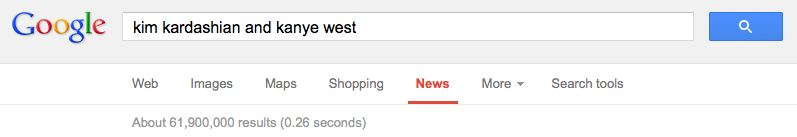 Google kim kardashian and kanye west
Web Images Maps Shopping News More Search tools
About 61,900,000 results (0.26 seconds)